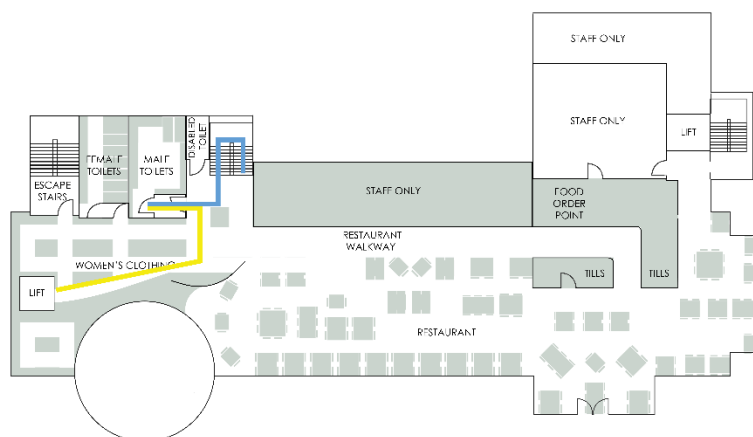 STAFF ONLY
STAFF ONLY
LIFT
DISABLED
TOILET
FEMALE
TOILETS
MALE
TOILETS
ESCAPE
STAIRS
STAFF ONLY
FOOD
ORDER
POINT
RESTAURANT
WALKWAY
WOMEN'S CLOTHING
LIFT
TILLS
TILLS
RESTAURANT